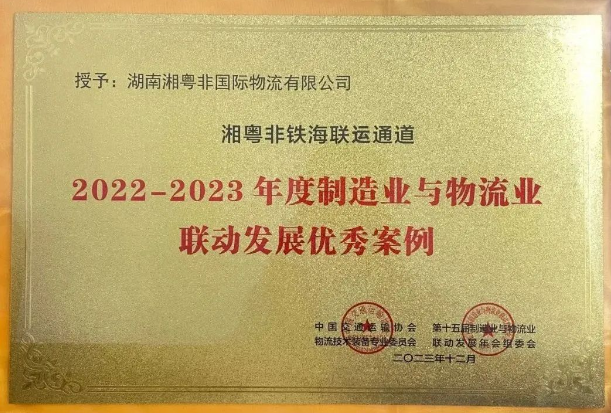 授予：湖南湘粤非国际物流有限公司
湘粤非铁海联运通道
2022-2023年度制造业与物流业
联动发展优秀案例
中国交通运输协会
物流技术装备专业委员会
第十五届制造业与物流业
联动发展年会组委会
二〇二三年十二月